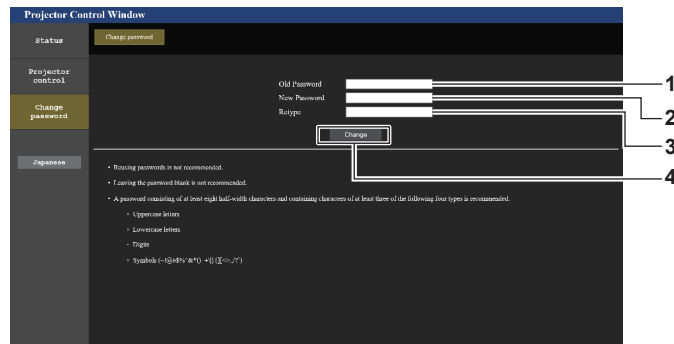 Projector Control Window
Status
Change password
Projector
control
Change
password
Japanese
Old Password
New Password
Retype
Change
1
2
3
4
• Reusing passwords is not recommended.
• Leaving the password blank is not recommended.
• A password consisting of at least eight half-width characters and containing characters of at least three of the following four types is recommended.
Uppercase letters
Lowercase letters
Digits
Symbols